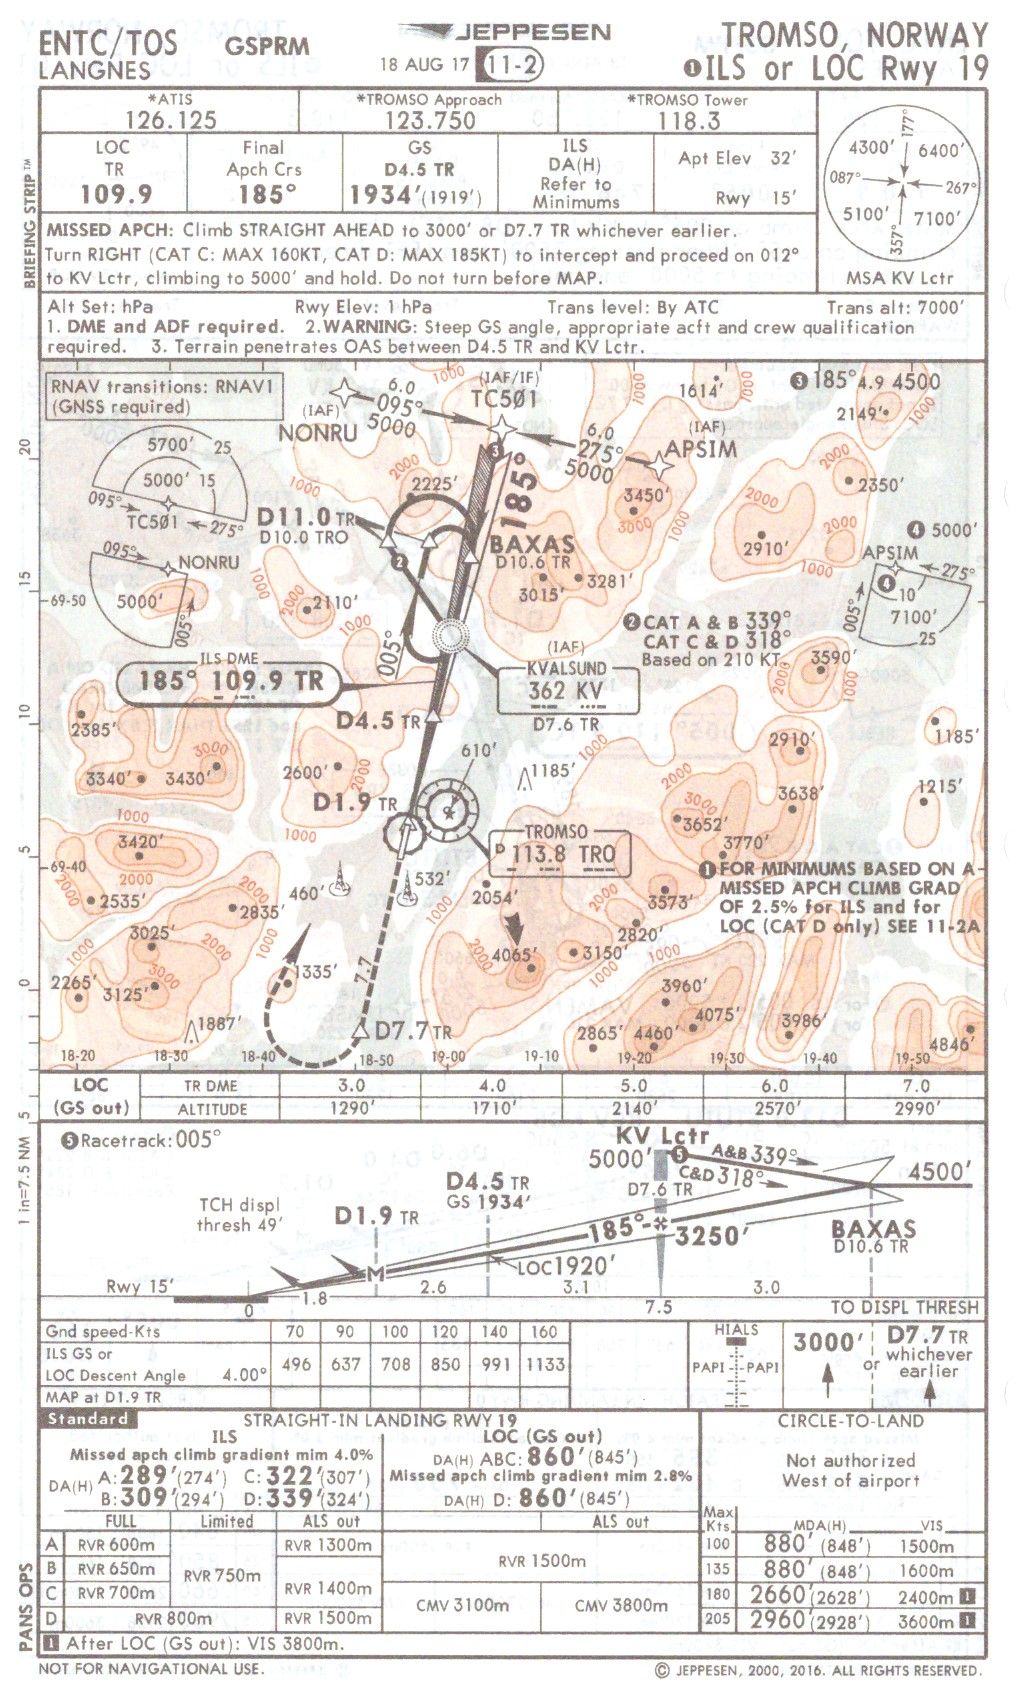 ENTC/TOS GSPRM
LANGNES
JEPPESEN
18 AUG 17 11-2
TROMSO, NORWAY
1 ILS or LOC Rwy 19
BRIEFING STRIP™
*ATIS
126.125
*TROMSO Approach
123.750
*TROMSO Tower
118.3
LOC
TR
109.9
Final
Apch Crs
185°
GS
D4.5 TR
1934'(1919')
ILS
DA(H)
Refer to
Minimums
Apt Elev 32'
Rwy 15'
177°
4300' 6400'
087° 267°
5100' 7100'
357°
MSA KV Lctr
MISSED APCH: Climb STRAIGHT AHEAD to 3000' or D7.7 TR whichever earlier.
Turn RIGHT (CAT C: MAX 160KT, CAT D: MAX 185KT) to intercept and proceed on 012°
to KV Lctr, climbing to 5000' and hold. Do not turn before MAP.
Alt Set: hPa Rwy Elev: 1 hPa Trans level: By ATC Trans alt: 7000'
1. DME and ADF required. 2.WARNING: Steep GS angle, appropriate acft and crew qualification
required. 3. Terrain penetrates OAS between D4.5 TR and KV Lctr.
RNAV transitions: RNAV1
(GNSS required)
(IAF)
NONRU
6.0
095°
5000
(IAF/IF)
TC501
6.0
275°
5000
(IAF)
APSIM
1614'
3 185° 4.9 4500
2149'
1000
5700' 25
5000' 15
095° TC501 275°
095° NONRU
5000'
005°
2225'
2000
1000
D11.0 TR
D10.0 TRO
3
185°
BAXAS
D10.6 TR
3015'
3281'
3450'
3000
2000
2350'
2910'
1000
4 5000'
APSIM
275°
4
10
7100'
25
005°
2
2 CAT A & B 339°
CAT C & D 318°
Based on 210 KT
3590'
2110'
005°
ILS DME
185° 109.9 TR
(IAF)
KVALSUND
362 KV
D7.6 TR
D4.5 TR
2385'
3340'
3430'
2600'
610'
1185'
2910'
1185'
1215'
3638'
3652'
3770'
D1.9 TR
TROMSO
D 113.8 TRO
3420'
2535'
2835'
460'
532'
2054'
3573'
2820'
3150'
4065'
1 FOR MINIMUMS BASED ON A
MISSED APCH CLIMB GRAD
OF 2.5% for ILS and for
LOC (CAT D only) SEE 11-2A
3025'
2265'
3125'
1335'
1887'
7.7
D7.7 TR
3960'
4075'
2865'
4460'
3986'
4846'
20
15
10
5
0
5
69-50
69-40
18-20 18-30 18-40 18-50 19-00 19-10 19-20 19-30 19-40 19-50
LOC
(GS out)
TR DME 3.0 4.0 5.0 6.0 7.0
ALTITUDE 1290' 1710' 2140' 2570' 2990'
1 in=7.5 NM
5 Racetrack: 005°
KV Lctr
5000'
5
D7.6 TR
A&B 339°
C&D 318°
4500'
TCH displ
thresh 49'
D1.9 TR
D4.5 TR
GS 1934'
185°
3250'
BAXAS
D10.6 TR
M
LOC 1920'
Rwy 15'
1.8 2.6 3.1 3.0
0 7.5 TO DISPL THRESH
Gnd speed-Kts 70 90 100 120 140 160
ILS GS or
LOC Descent Angle 4.00° 496 637 708 850 991 1133
MAP at D1.9 TR
HIALS
PAPI PAPI
3000'
or
D7.7 TR
whichever
earlier
Standard STRAIGHT-IN LANDING RWY 19
ILS
Missed apch climb gradient mim 4.0%
DA(H) A: 289'(274') C: 322'(307')
B: 309'(294') D: 339'(324')
LOC (GS out)
DA(H) ABC: 860'(845')
Missed apch climb gradient mim 2.8%
DA(H) D: 860'(845')
FULL Limited ALS out
ALS out
A RVR 600m RVR 1300m
B RVR 650m
C RVR 700m
RVR 750m
RVR 1400m
D RVR 800m RVR 1500m
RVR 1500m
CMV 3100m CMV 3800m
CIRCLE-TO-LAND
Not authorized
West of airport
Max
Kts MDA(H) VIS
100 880' (848') 1500m
135 880' (848') 1600m
180 2660'(2628') 2400m 1
205 2960'(2928') 3600m 1
1 After LOC (GS out): VIS 3800m.
PANS OPS
NOT FOR NAVIGATIONAL USE.
© JEPPESEN, 2000, 2016. ALL RIGHTS RESERVED.